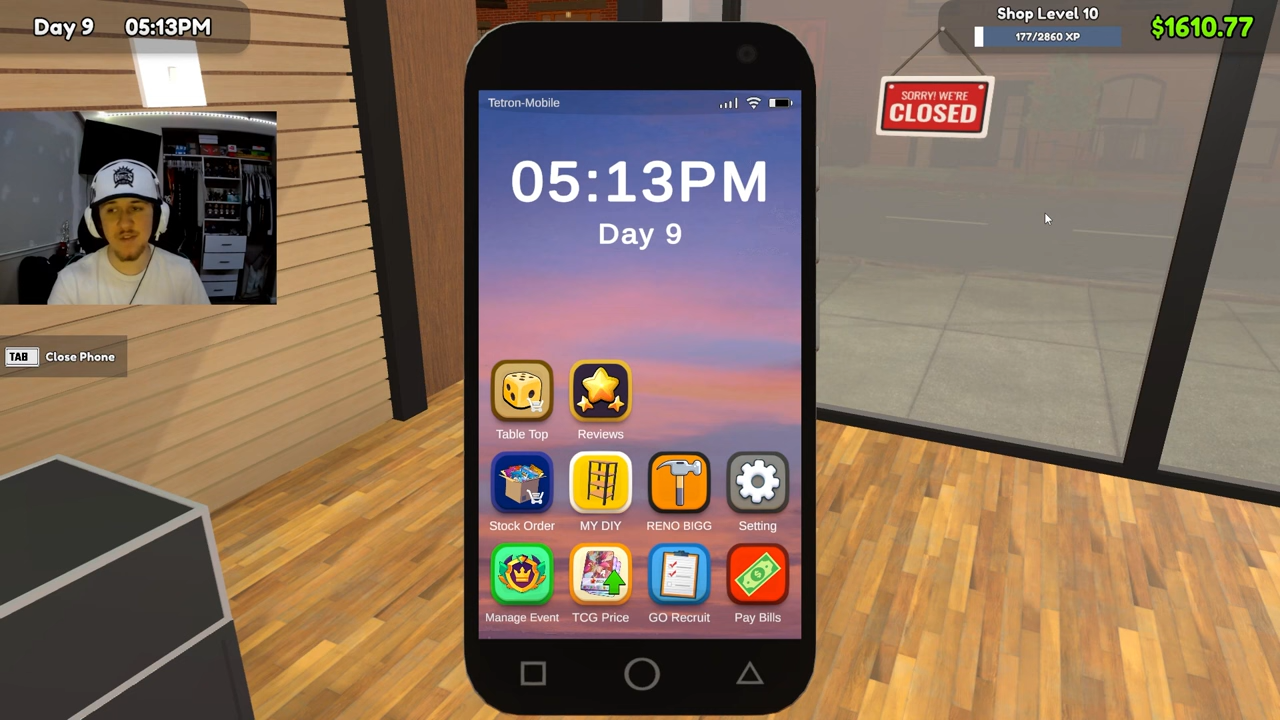 Day 9 05:13PM
Shop Level 10
177/2860 XP
$1610.77
SORRY! WE'RE
CLOSED
TAB Close Phone
Tetron-Mobile
05:13PM
Day 9
Table Top Reviews
Stock Order MY DIY RENO BIGG Setting
Manage Event TCG Price GO Recruit Pay Bills